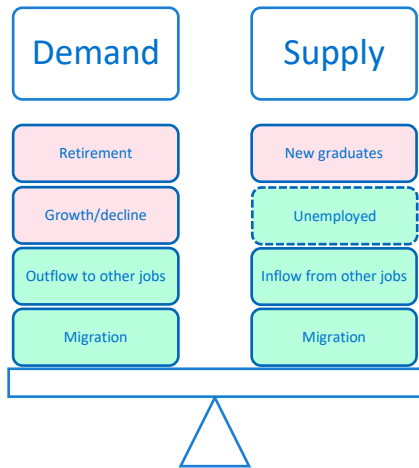 Demand
Supply
Retirement
New graduates
Growth/decline
Unemployed
Outflow to other jobs
Inflow from other jobs
Migration
Migration